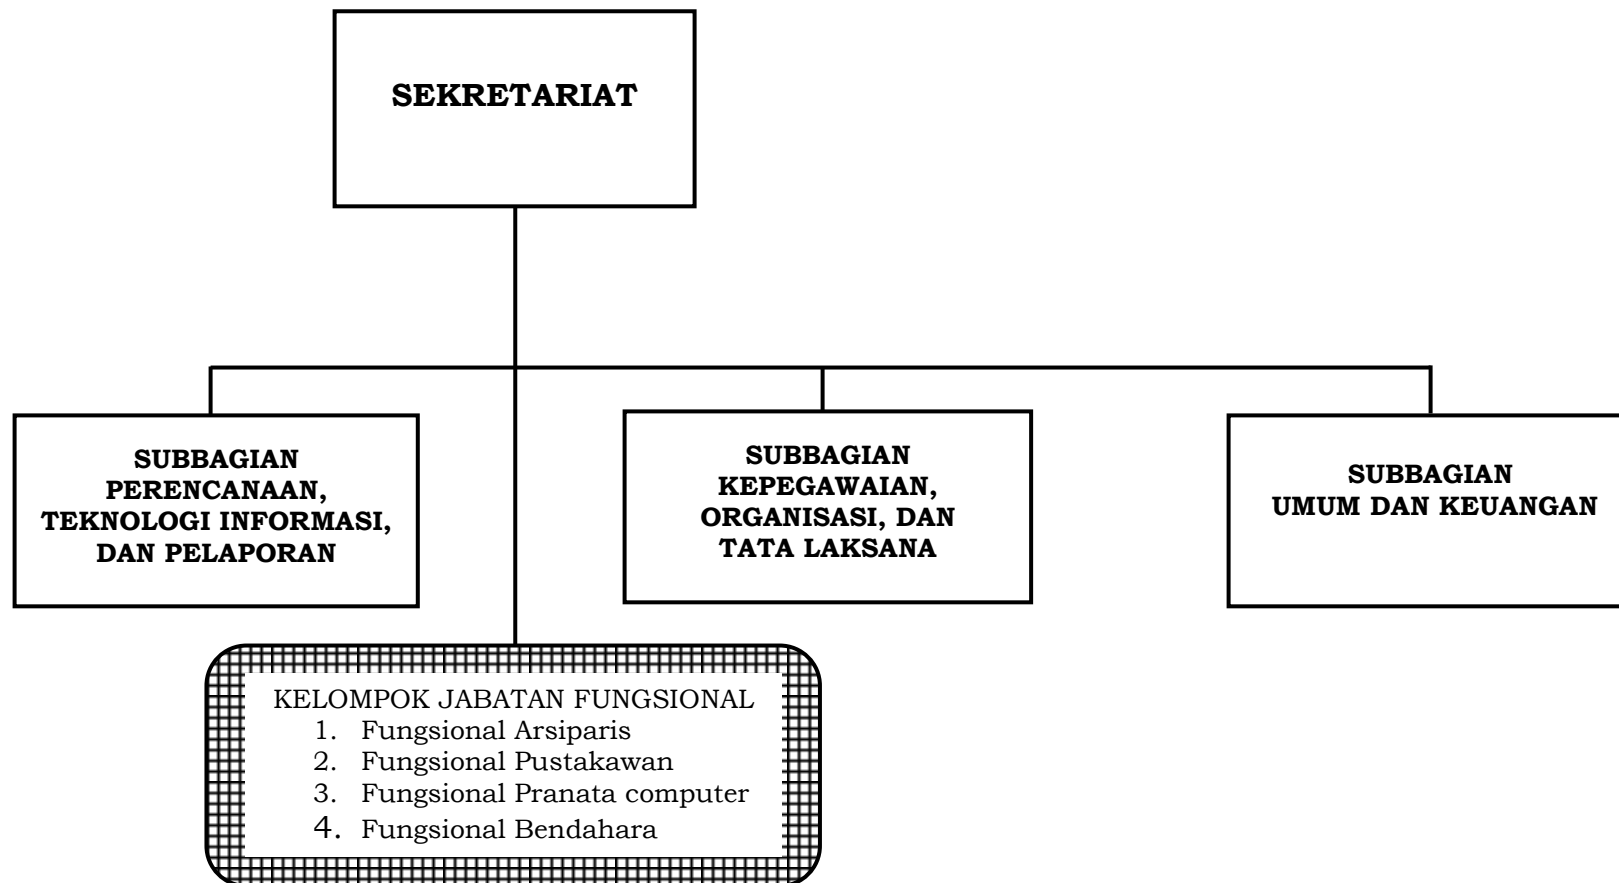 SEKRETARIAT
SUBBAGIAN
PERENCANAAN,
TEKNOLOGI INFORMASI,
DAN PELAPORAN
SUBBAGIAN
KEPEGAWAIAN,
ORGANISASI, DAN
TATA LAKSANA
SUBBAGIAN
UMUM DAN KEUANGAN
KELOMPOK JABATAN FUNGSIONAL
1. Fungsional Arsiparis
2. Fungsional Pustakawan
3. Fungsional Pranata computer
4. Fungsional Bendahara